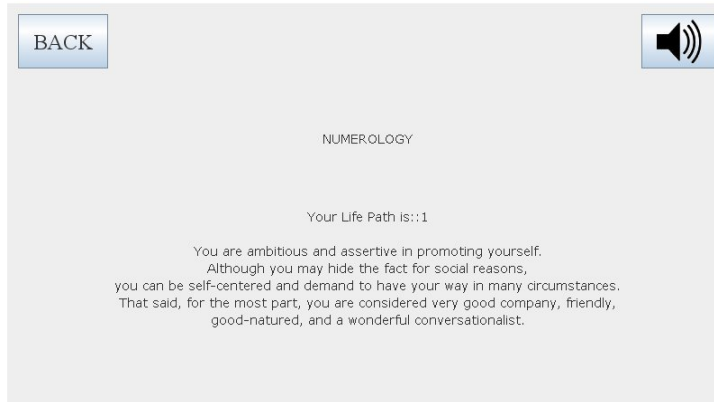 BACK
NUMEROLOGY
Your Life Path is::1
You are ambitious and assertive in promoting yourself.
Although you may hide the fact for social reasons,
you can be self-centered and demand to have your way in many circumstances.
That said, for the most part, you are considered very good company, friendly,
good-natured, and a wonderful conversationalist.